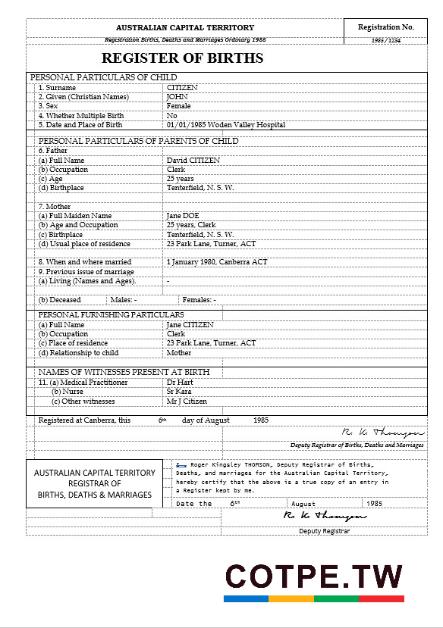 AUSTRALIAN CAPITAL TERRITORY
Registration Births, Deaths and Marriages Ordinary 1986
Registration No.
1985/1234
REGISTER OF BIRTHS
PERSONAL PARTICULARS OF CHILD
1. Surname CITIZEN
2. Given (Christian Names) JOHN
3. Sex Female
4. Whether Multiple Birth No
5. Date and Place of Birth 01/01/1985 Woden Valley Hospital
PERSONAL PARTICULARS OF PARENTS OF CHILD
6. Father
(a) Full Name David CITIZEN
(b) Occupation Clerk
(c) Age 25 years
(d) Birthplace Tenterfield, N. S. W.
7. Mother
(a) Full Maiden Name Jane DOE
(b) Age and Occupation 25 years, Clerk
(c) Birthplace Tenterfield, N. S. W.
(d) Usual place of residence 23 Park Lane, Turner, ACT
8. When and where married 1 January 1980, Canberra ACT
9. Previous issue of marriage
(a) Living (Names and Ages). -
(b) Deceased Males: - Females: -
PERSONAL FURNISHING PARTICULARS
(a) Full Name Jane CITIZEN
(b) Occupation Clerk
(c) Place of residence 23 Park Lane, Turner, ACT
(d) Relationship to child Mother
NAMES OF WITNESSES PRESENT AT BIRTH
11. (a) Medical Practitioner Dr Hart
(b) Nurse Sr Kara
(c) Other witnesses Mr J Citizen
Registered at Canberra, this 6th day of August 1985
R. K. Thomson
Deputy Registrar of Births, Deaths and Marriages
AUSTRALIAN CAPITAL TERRITORY
REGISTRAR OF
BIRTHS, DEATHS & MARRIAGES
Roger Kingsley THOMSON, Deputy Registrar of Births,
Deaths, and marriages for the Australian Capital Territory,
hereby certify that the above is a true copy of an entry in
a Register kept by me.
Date the 6th August 1985
R. K. Thomson
Deputy Registrar
COTPE.TW